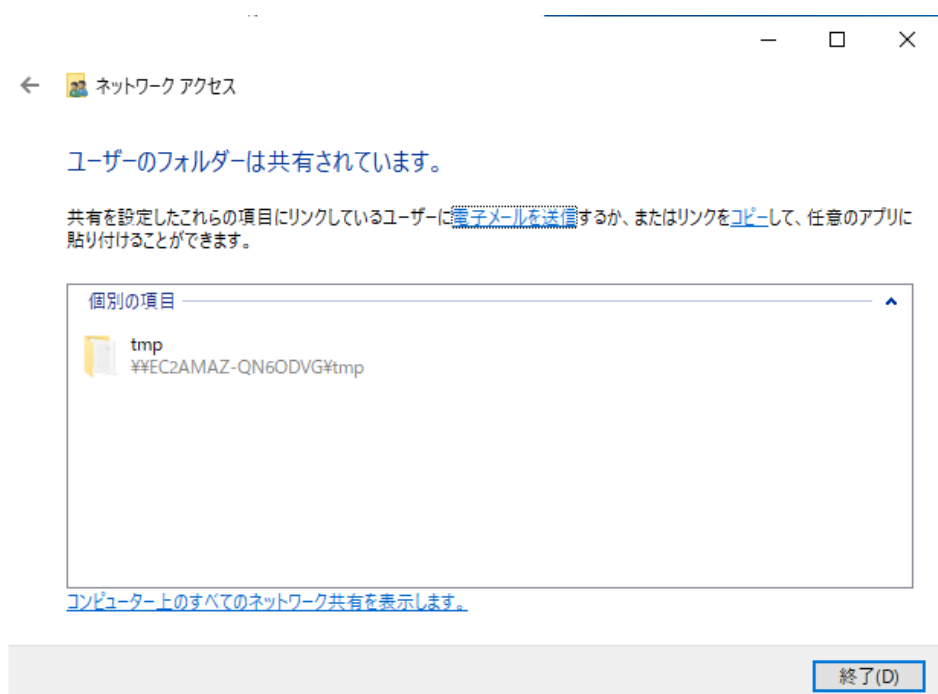 ネットワーク アクセス
ユーザーのフォルダーは共有されています。
共有を設定したこれらの項目にリンクしているユーザーに電子メールを送信するか、またはリンクをコピーして、任意のアプリに
貼り付けることができます。
個別の項目
tmp
¥¥EC2AMAZ-QN6ODVG¥tmp
コンピューター上のすべてのネットワーク共有を表示します。
終了(D)